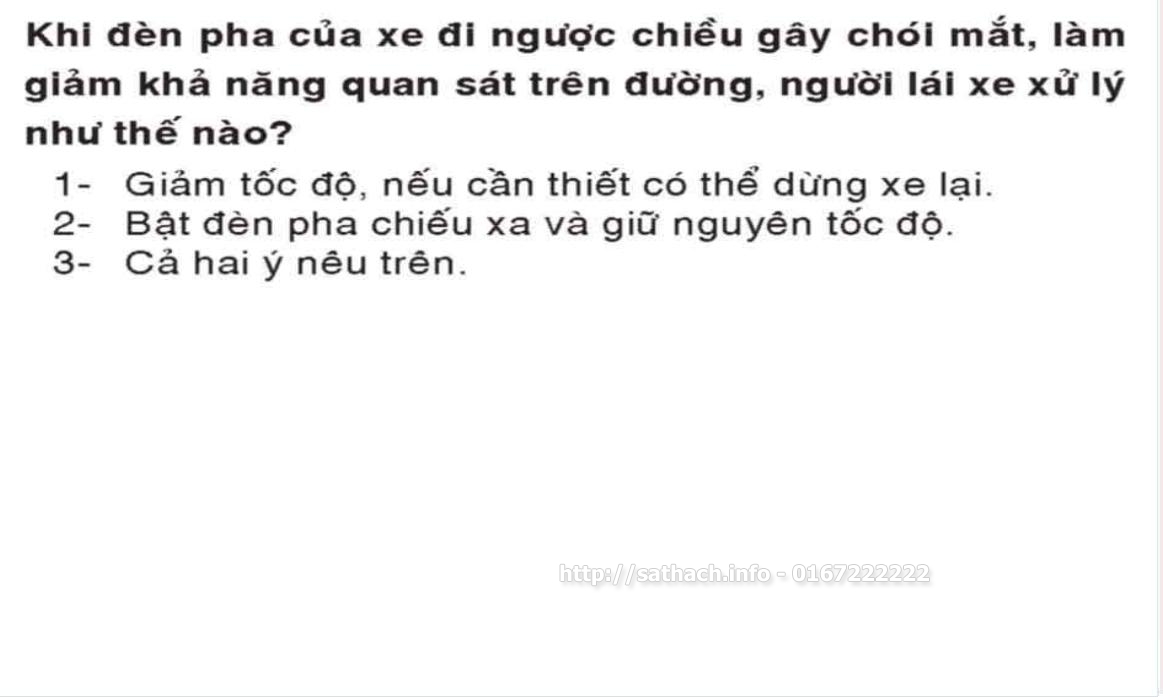 Khi đèn pha của xe đi ngược chiều gây chói mắt, làm
giảm khả năng quan sát trên đường, người lái xe xử lý
như thế nào?
1- Giảm tốc độ, nếu cần thiết có thể dừng xe lại.
2- Bật đèn pha chiếu xa và giữ nguyên tốc độ.
3- Cả hai ý nêu trên.
http://sathach.info - 0167222222